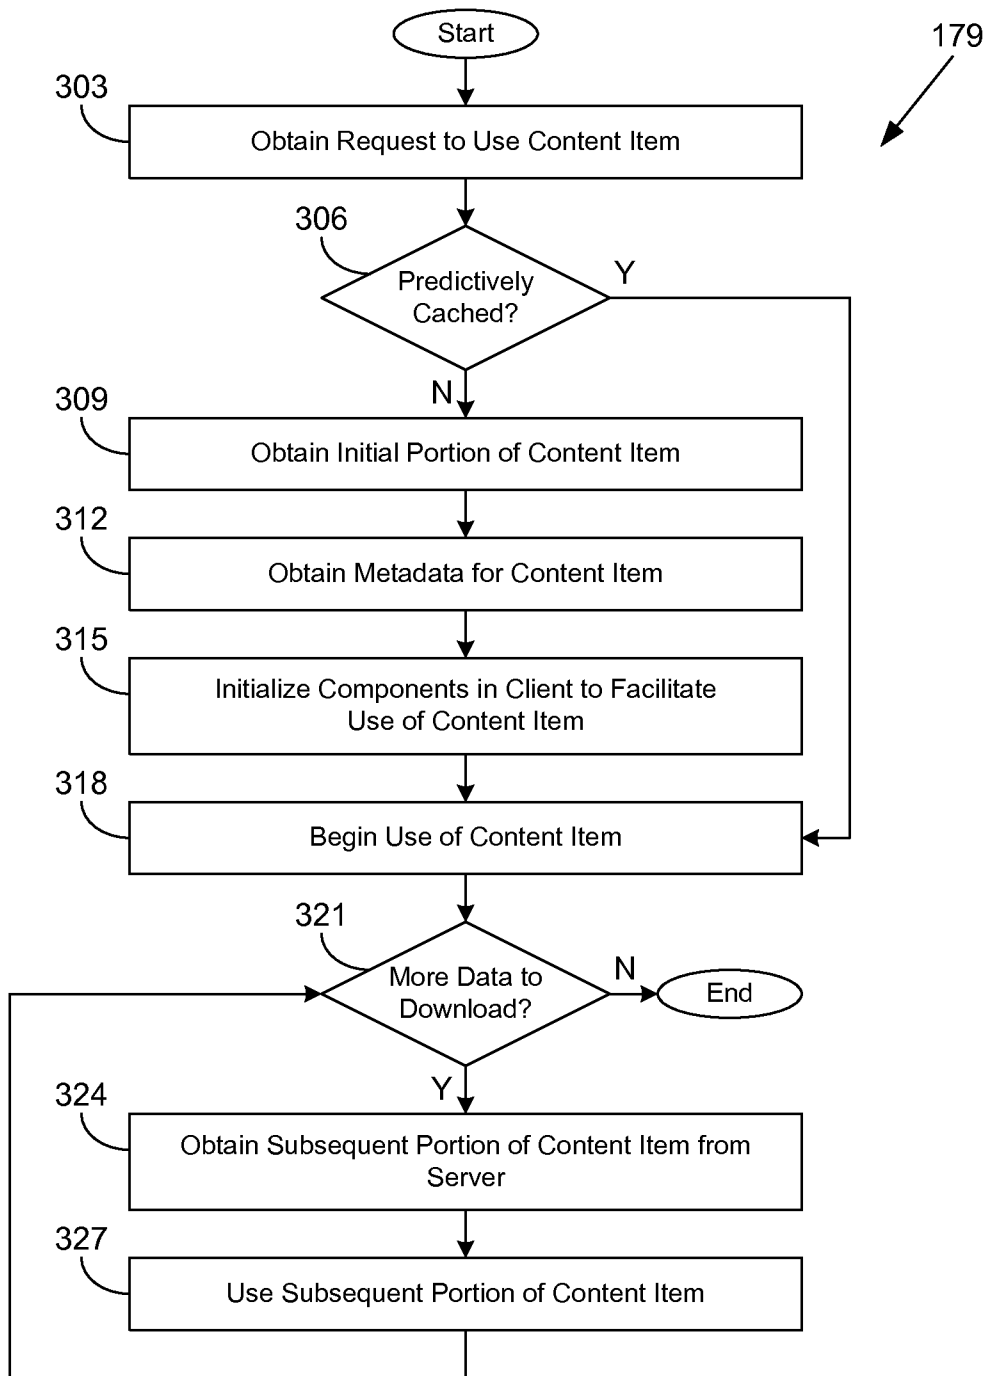 Start
179
303
Obtain Request to Use Content Item
306
Predictively
Cached?
Y
N
309
Obtain Initial Portion of Content Item
312
Obtain Metadata for Content Item
315
Initialize Components in Client to Facilitate
Use of Content Item
318
Begin Use of Content Item
321
More Data to
Download?
N
End
Y
324
Obtain Subsequent Portion of Content Item from
Server
327
Use Subsequent Portion of Content Item